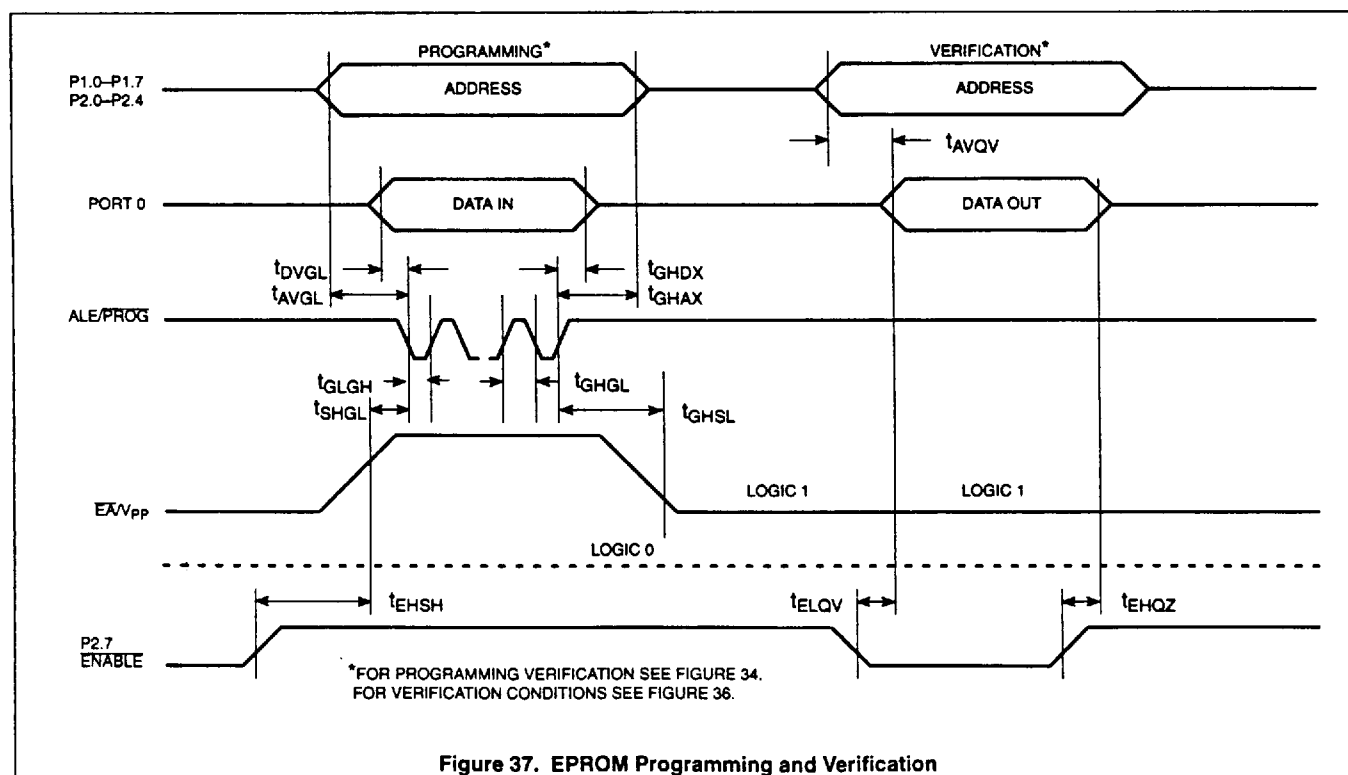 PROGRAMMING*
VERIFICATION*
P1.0–P1.7
P2.0–P2.4
ADDRESS
ADDRESS
tAVQV
PORT 0
DATA IN
DATA OUT
tDVGL
tGHDX
tAVGL
tGHAX
ALE/PROG
tGLGH
tGHGL
tSHGL
tGHSL
EA/VPP
LOGIC 1
LOGIC 1
LOGIC 0
tEHSH
tELQV
tEHQZ
P2.7
ENABLE
*FOR PROGRAMMING VERIFICATION SEE FIGURE 34.
FOR VERIFICATION CONDITIONS SEE FIGURE 36.
Figure 37. EPROM Programming and Verification